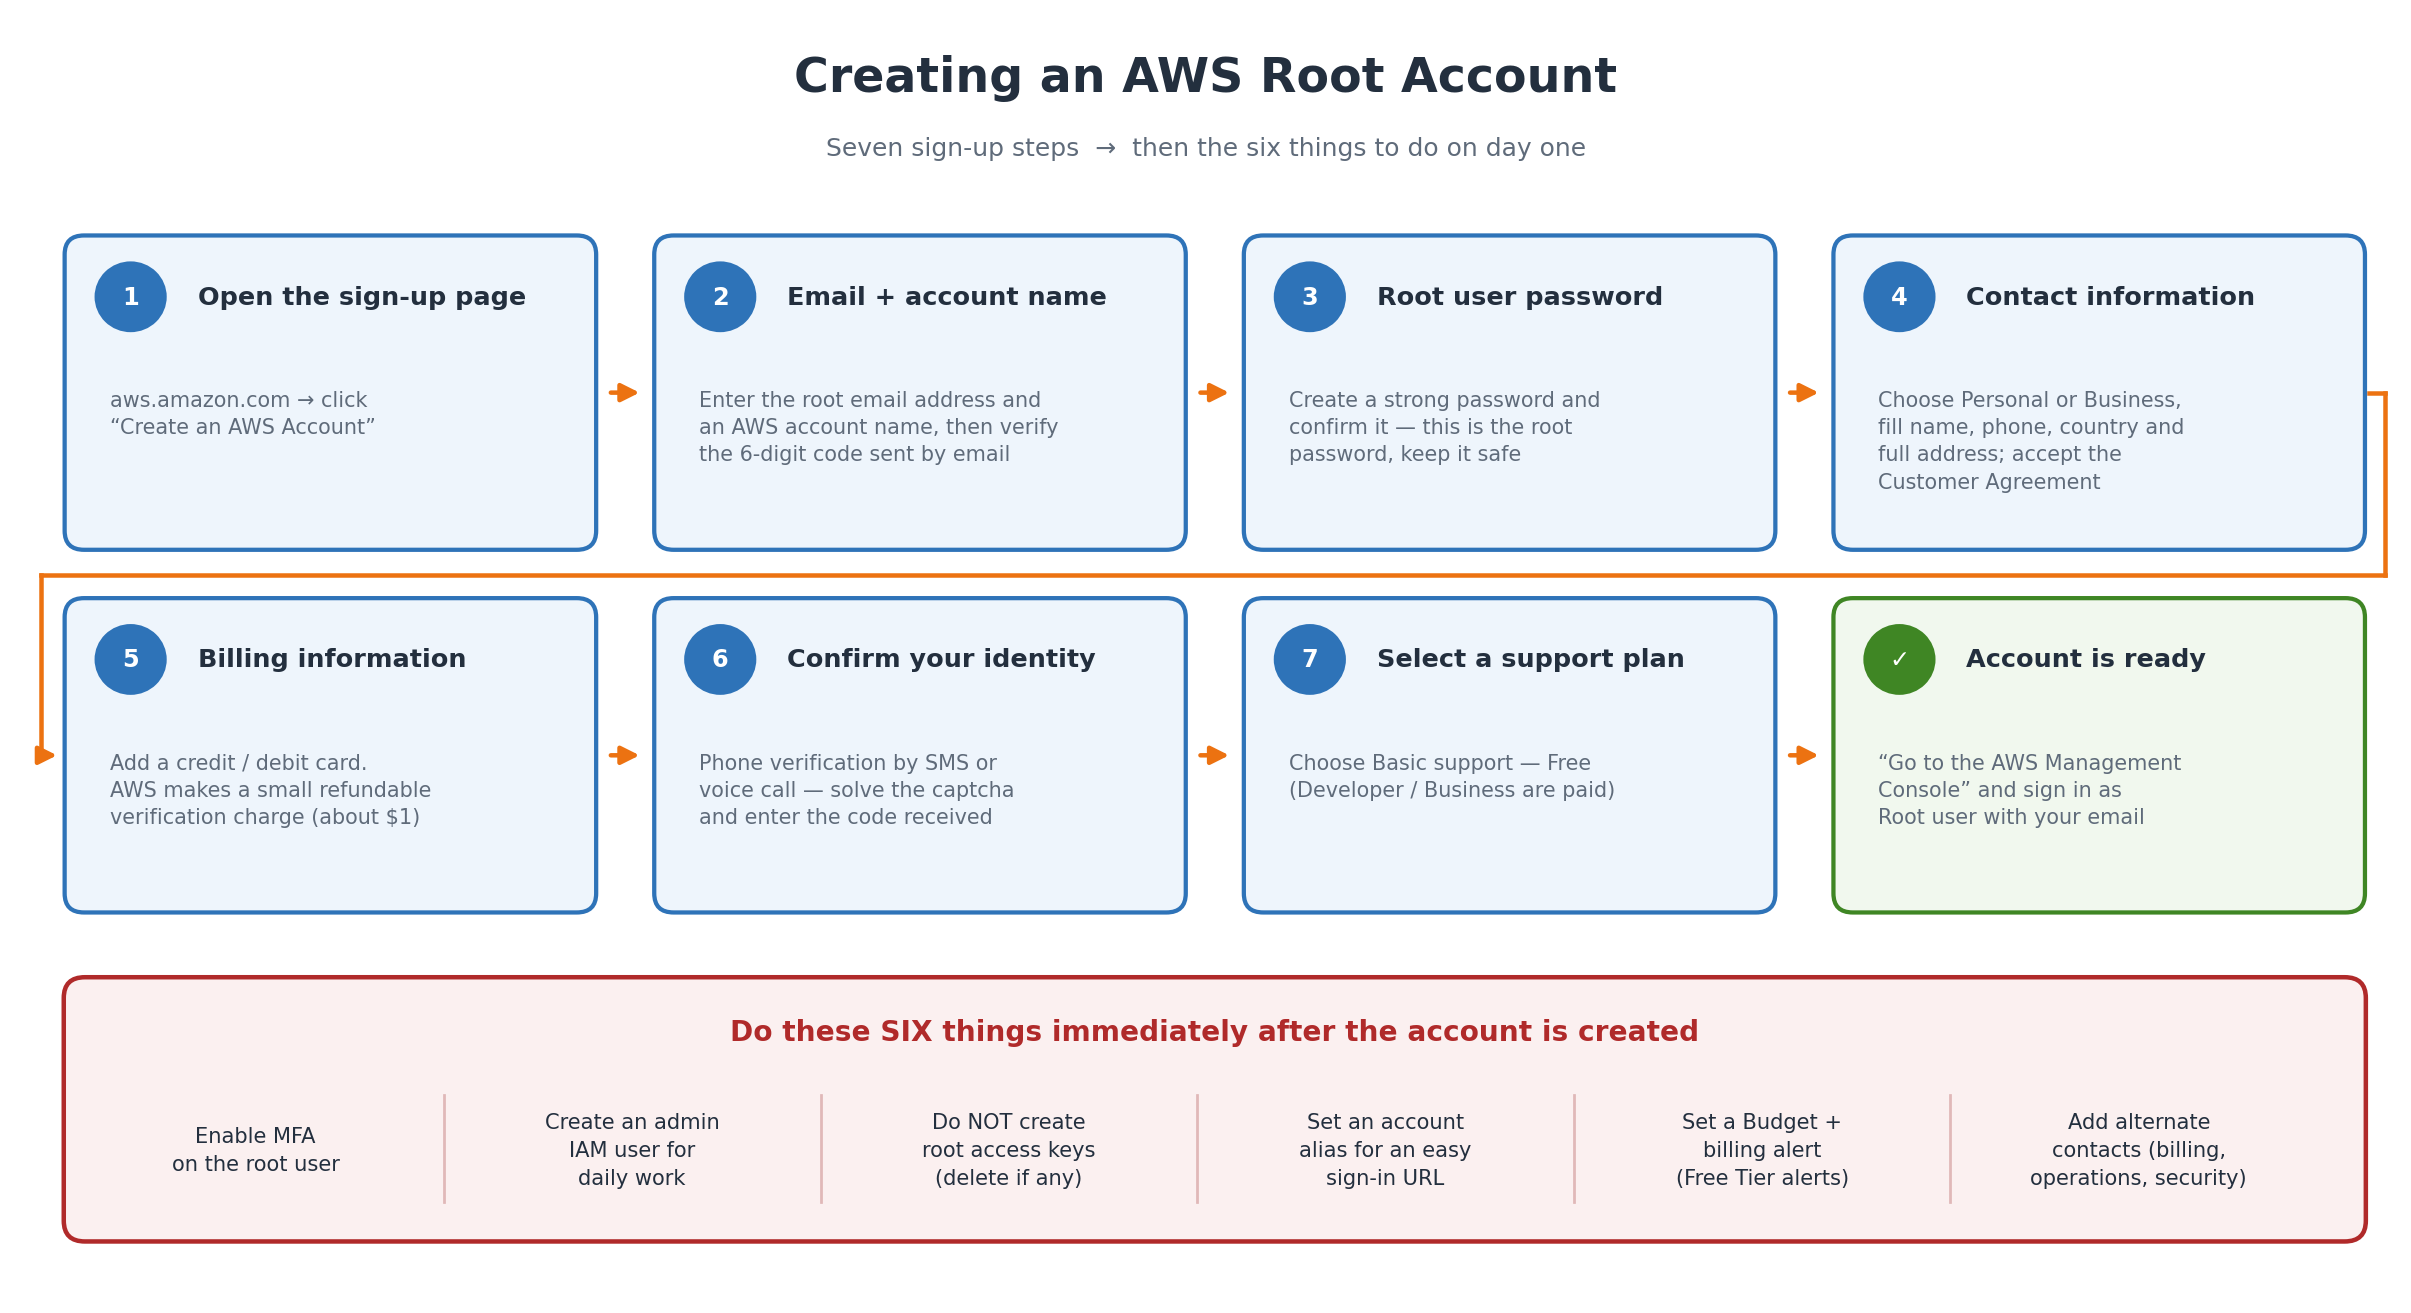 Creating an AWS Root Account
Seven sign-up steps → then the six things to do on day one
1
Open the sign-up page
aws.amazon.com → click
“Create an AWS Account”
2
Email + account name
Enter the root email address and
an AWS account name, then verify
the 6-digit code sent by email
3
Root user password
Create a strong password and
confirm it — this is the root
password, keep it safe
4
Contact information
Choose Personal or Business,
fill name, phone, country and
full address; accept the
Customer Agreement
5
Billing information
Add a credit / debit card.
AWS makes a small refundable
verification charge (about $1)
6
Confirm your identity
Phone verification by SMS or
voice call — solve the captcha
and enter the code received
7
Select a support plan
Choose Basic support — Free
(Developer / Business are paid)
✓
Account is ready
“Go to the AWS Management
Console” and sign in as
Root user with your email
Do these SIX things immediately after the account is created
Enable MFA
on the root user
Create an admin
IAM user for
daily work
Do NOT create
root access keys
(delete if any)
Set an account
alias for an easy
sign-in URL
Set a Budget +
billing alert
(Free Tier alerts)
Add alternate
contacts (billing,
operations, security)